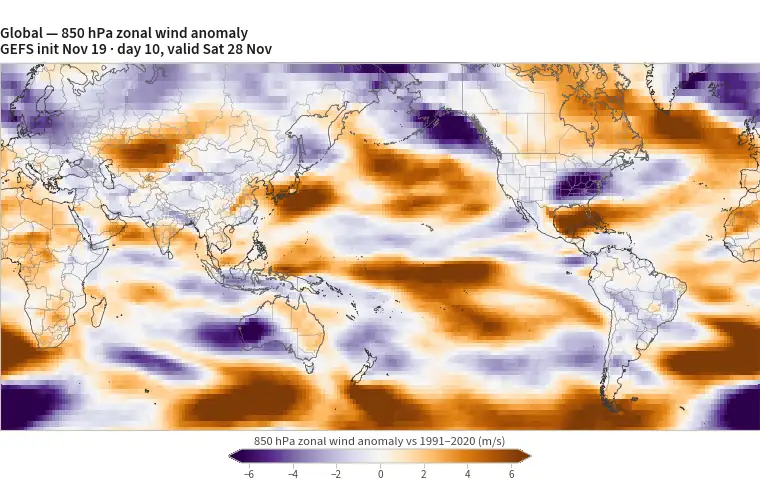 Global — 850 hPa zonal wind anomaly
GEFS init Nov 19 · day 10, valid Sat 28 Nov
850 hPa zonal wind anomaly vs 1991–2020 (m/s)
−6 −4 −2 0 2 4 6